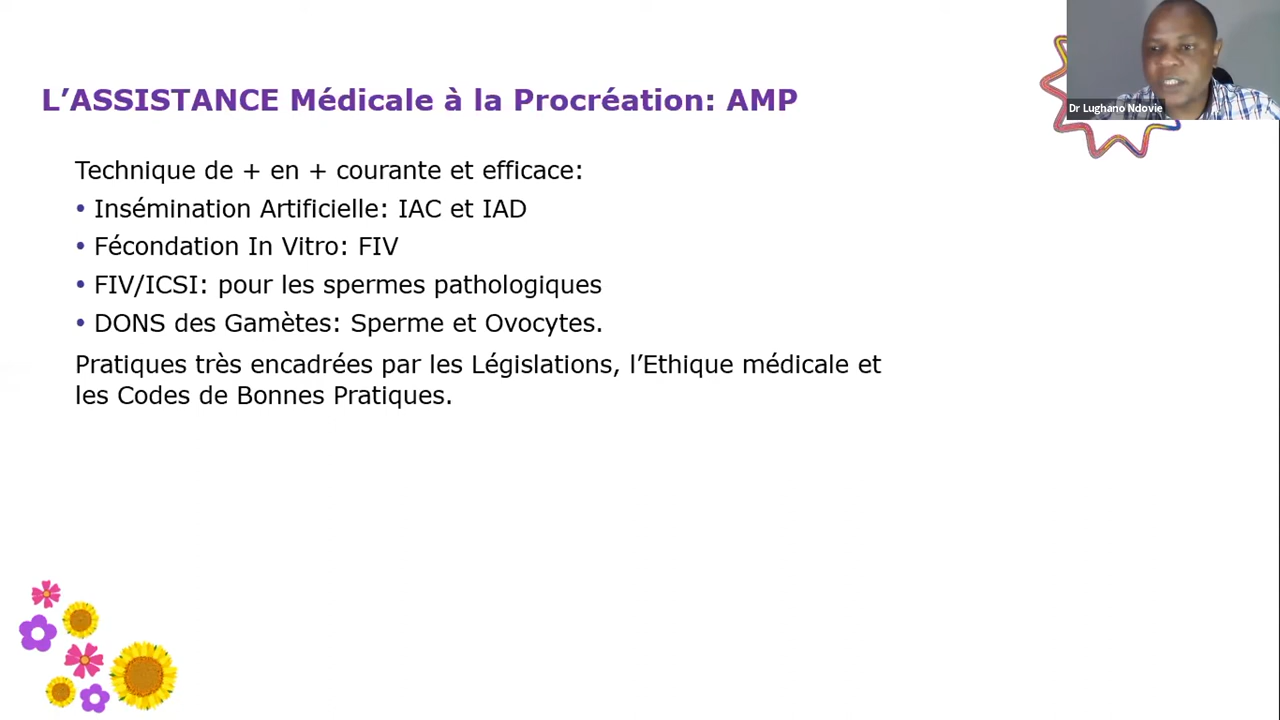 L’ASSISTANCE Médicale à la Procréation: AMP
Dr Lughano Ndovie
Technique de + en + courante et efficace:
• Insémination Artificielle: IAC et IAD
• Fécondation In Vitro: FIV
• FIV/ICSI: pour les spermes pathologiques
• DONS des Gamètes: Sperme et Ovocytes.
Pratiques très encadrées par les Législations, l’Ethique médicale et
les Codes de Bonnes Pratiques.